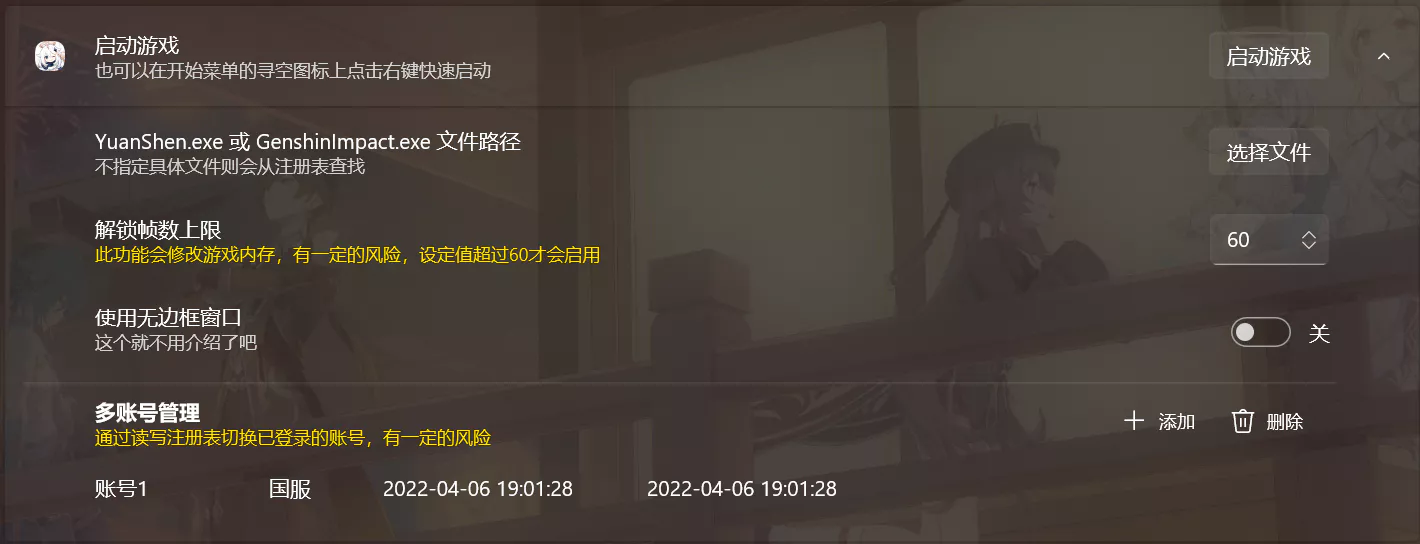 启动游戏
也可以在开始菜单的寻空图标上点击右键快速启动
启动游戏
YuanShen.exe 或 GenshinImpact.exe 文件路径
不指定具体文件则会从注册表查找
选择文件
解锁帧数上限
此功能会修改游戏内存，有一定的风险，设定值超过60才会启用
60
使用无边框窗口
这个就不用介绍了吧
关
多账号管理
通过读写注册表切换已登录的账号，有一定的风险
添加 删除
账号1 国服 2022-04-06 19:01:28 2022-04-06 19:01:28